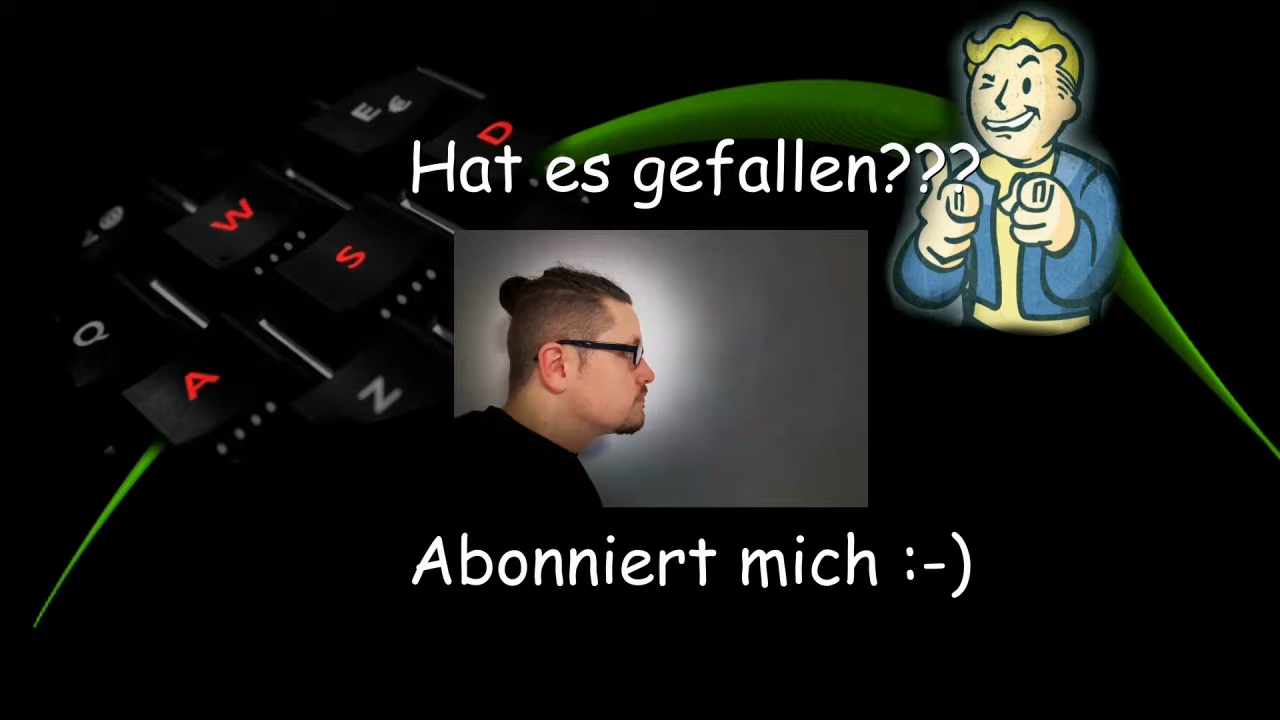 E €
D
Hat es gefallen???
W
S
Q
A
Z
Abonniert mich :-)